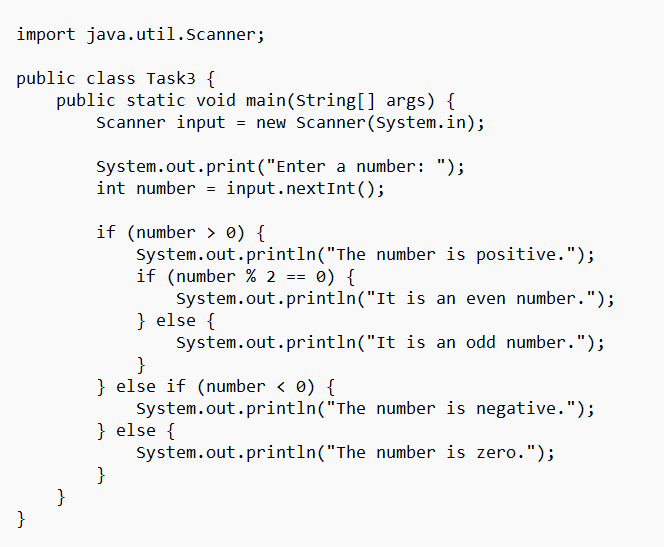 import java.util.Scanner;

public class Task3 {
    public static void main(String[] args) {
        Scanner input = new Scanner(System.in);

        System.out.print("Enter a number: ");
        int number = input.nextInt();

        if (number > 0) {
            System.out.println("The number is positive.");
            if (number % 2 == 0) {
                System.out.println("It is an even number.");
            } else {
                System.out.println("It is an odd number.");
            }
        } else if (number < 0) {
            System.out.println("The number is negative.");
        } else {
            System.out.println("The number is zero.");
        }
    }
}